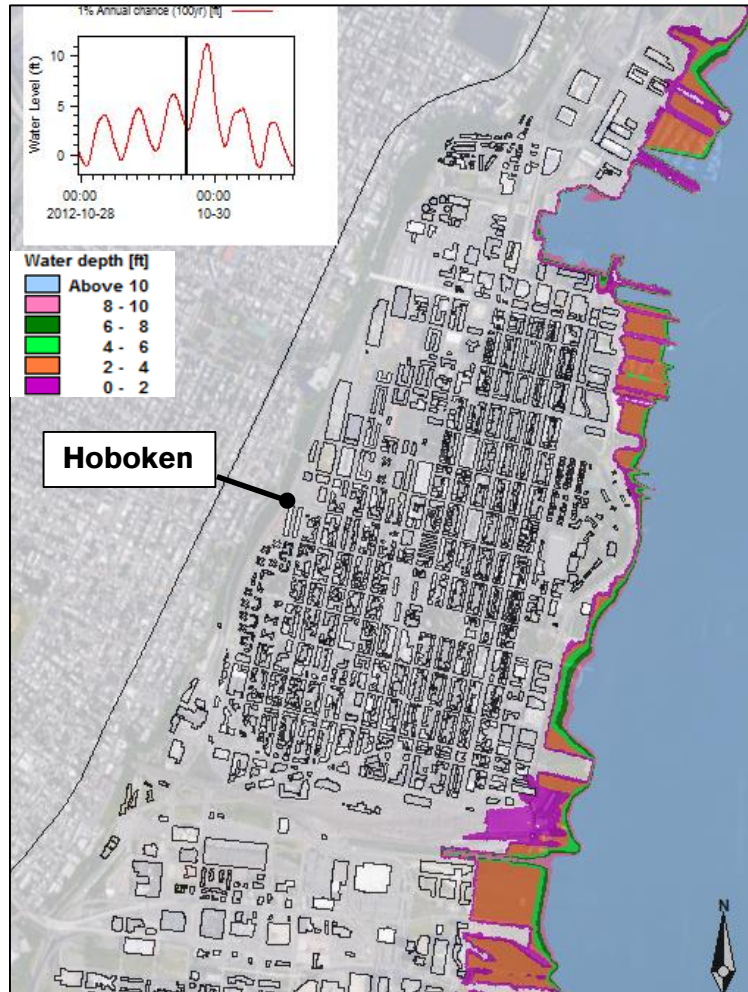 1% Annual chance (100yr) [ft]
Water Level (ft)
10
5
0
00:00
2012-10-28
00:00
10-30
Water depth [ft]
Above 10
8 - 10
6 - 8
4 - 6
2 - 4
0 - 2
Hoboken
N